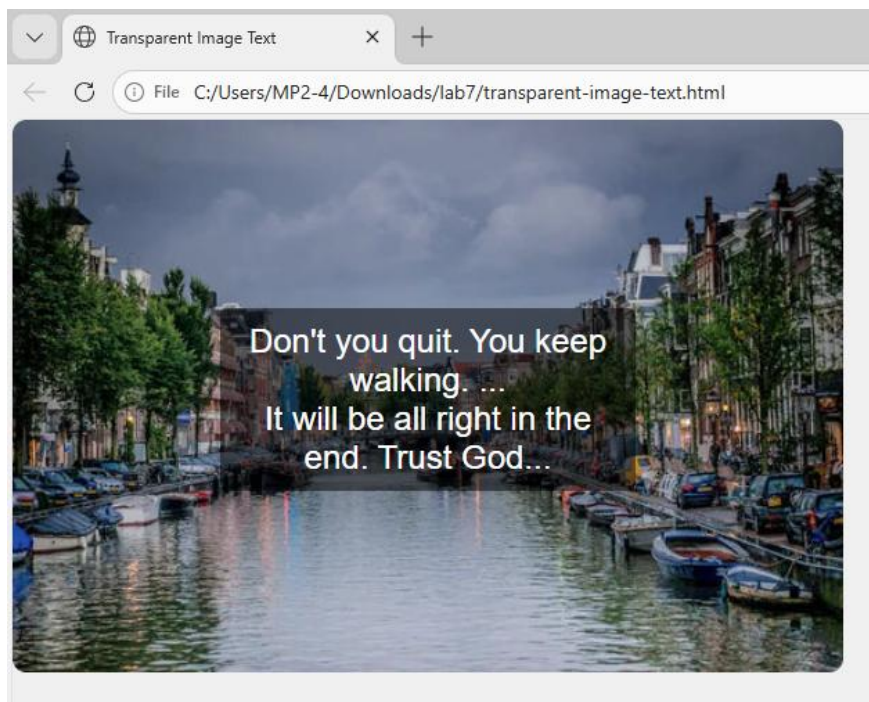 Transparent Image Text
File C:/Users/MP2-4/Downloads/lab7/transparent-image-text.html
Don't you quit. You keep
walking. ...
It will be all right in the
end. Trust God...